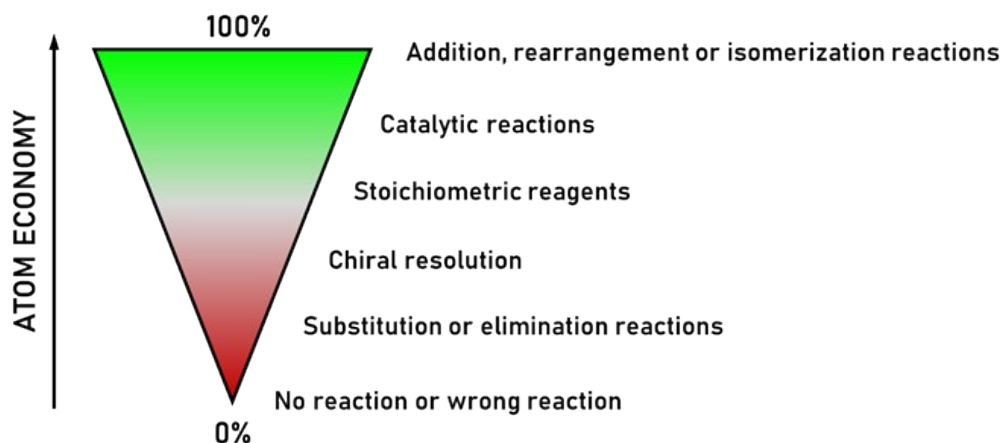 100%
Addition, rearrangement or isomerization reactions
Catalytic reactions
Stoichiometric reagents
Chiral resolution
Substitution or elimination reactions
No reaction or wrong reaction
0%
ATOM ECONOMY